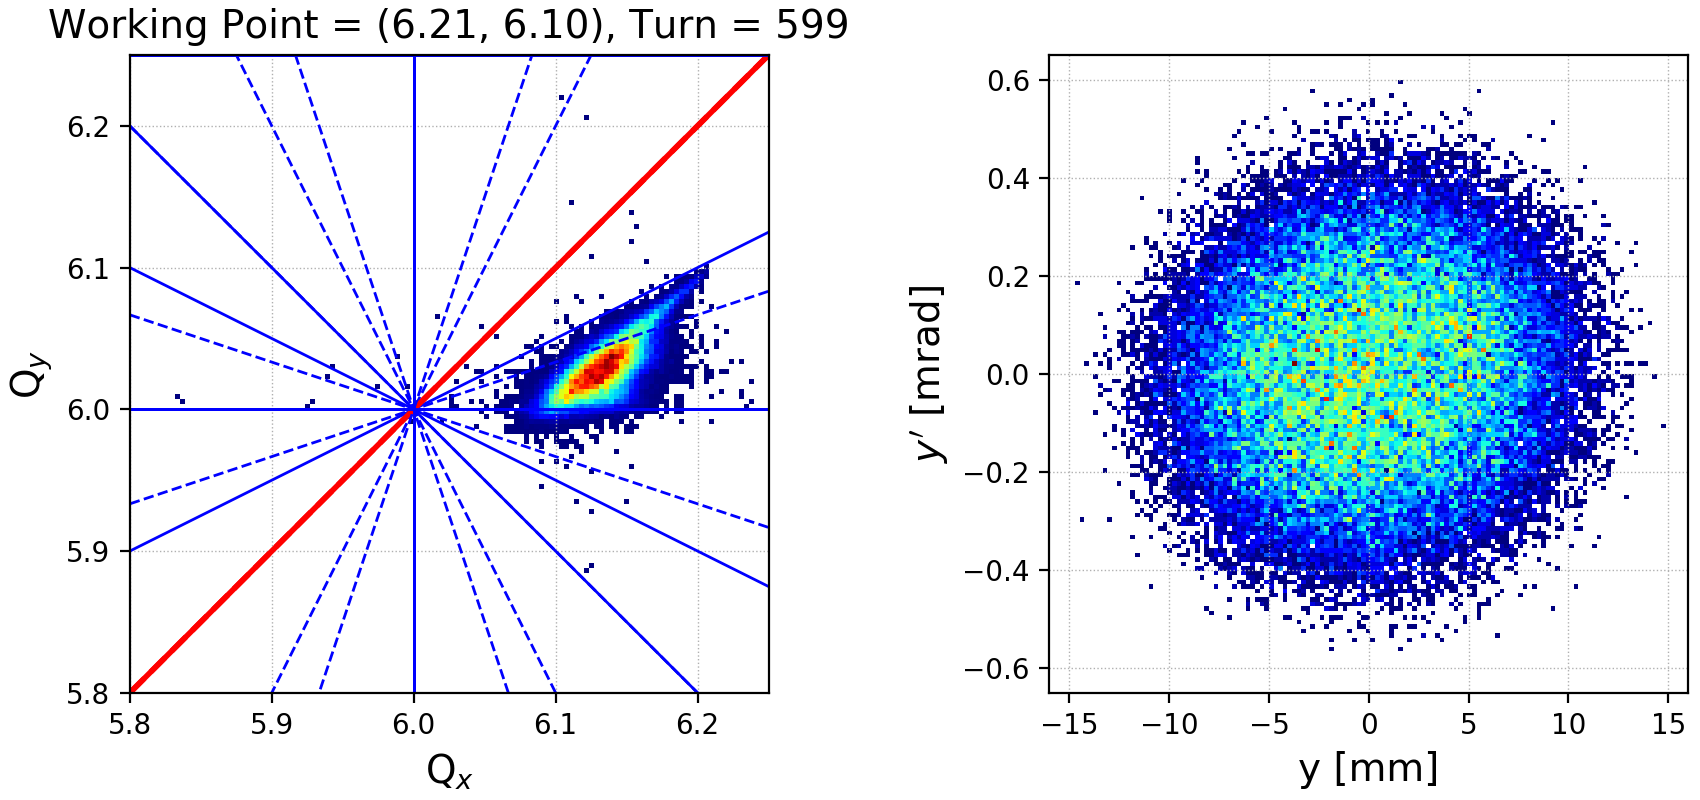 Working Point = (6.21, 6.10), Turn = 599
6.2
6.1
6.0
5.9
5.8
Q_y
5.8 5.9 6.0 6.1 6.2
Q_x
0.6
0.4
0.2
0.0
−0.2
−0.4
−0.6
y′ [mrad]
−15 −10 −5 0 5 10 15
y [mm]